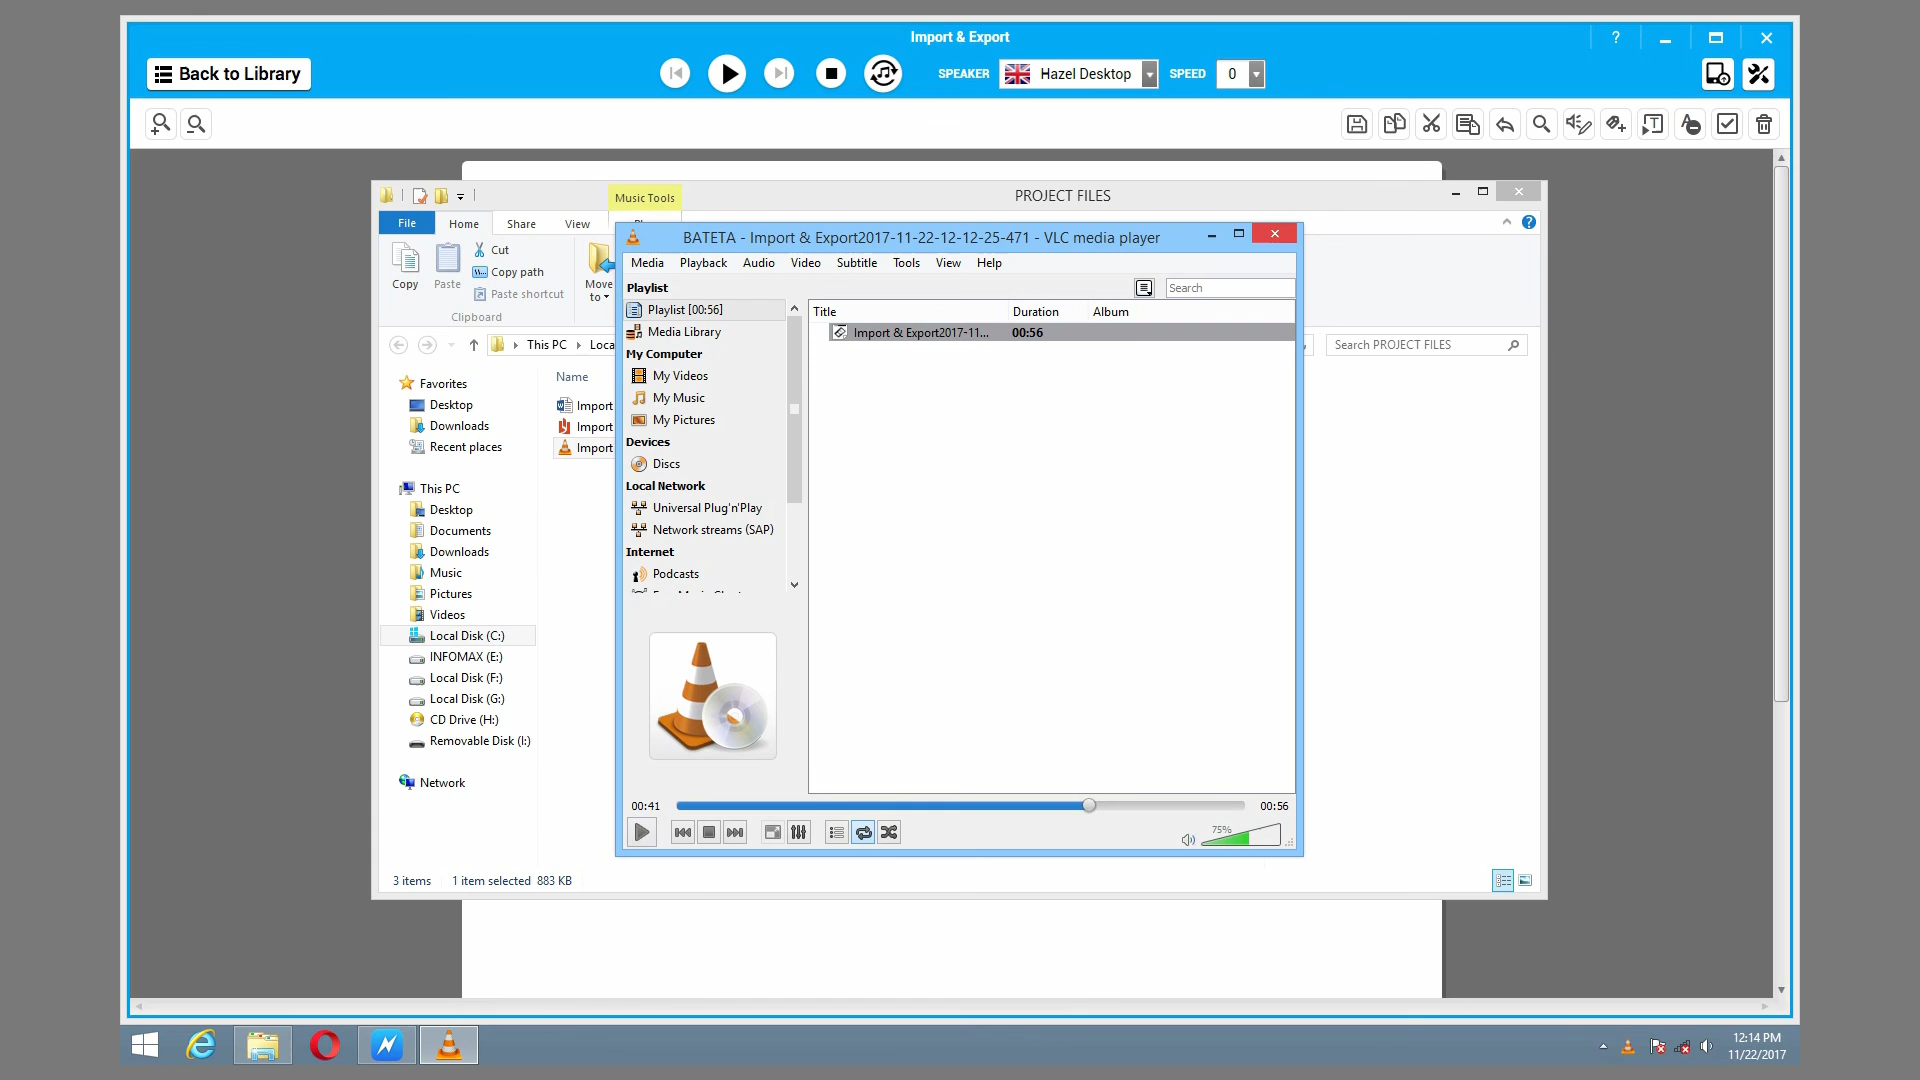 Import & Export
?
Back to Library
SPEAKER
Hazel Desktop
SPEED
0
Music Tools
PROJECT FILES
File
Home
Share
View
Copy
Paste
Cut
Copy path
Paste shortcut
Move
to
Clipboard
This PC
Loca
Search PROJECT FILES
Favorites
Desktop
Downloads
Recent places
This PC
Desktop
Documents
Downloads
Music
Pictures
Videos
Local Disk (C:)
INFOMAX (E:)
Local Disk (F:)
Local Disk (G:)
CD Drive (H:)
Removable Disk (I:)
Network
Name
Import
Import
Import
3 items 1 item selected 883 KB
BATETA - Import & Export2017-11-22-12-12-25-471 - VLC media player
Media Playback Audio Video Subtitle Tools View Help
Playlist
Search
Playlist [00:56]
Media Library
My Computer
My Videos
My Music
My Pictures
Devices
Discs
Local Network
Universal Plug'n'Play
Network streams (SAP)
Internet
Podcasts
Title Duration Album
Import & Export2017-11... 00:56
00:41
00:56
75%
12:14 PM
11/22/2017